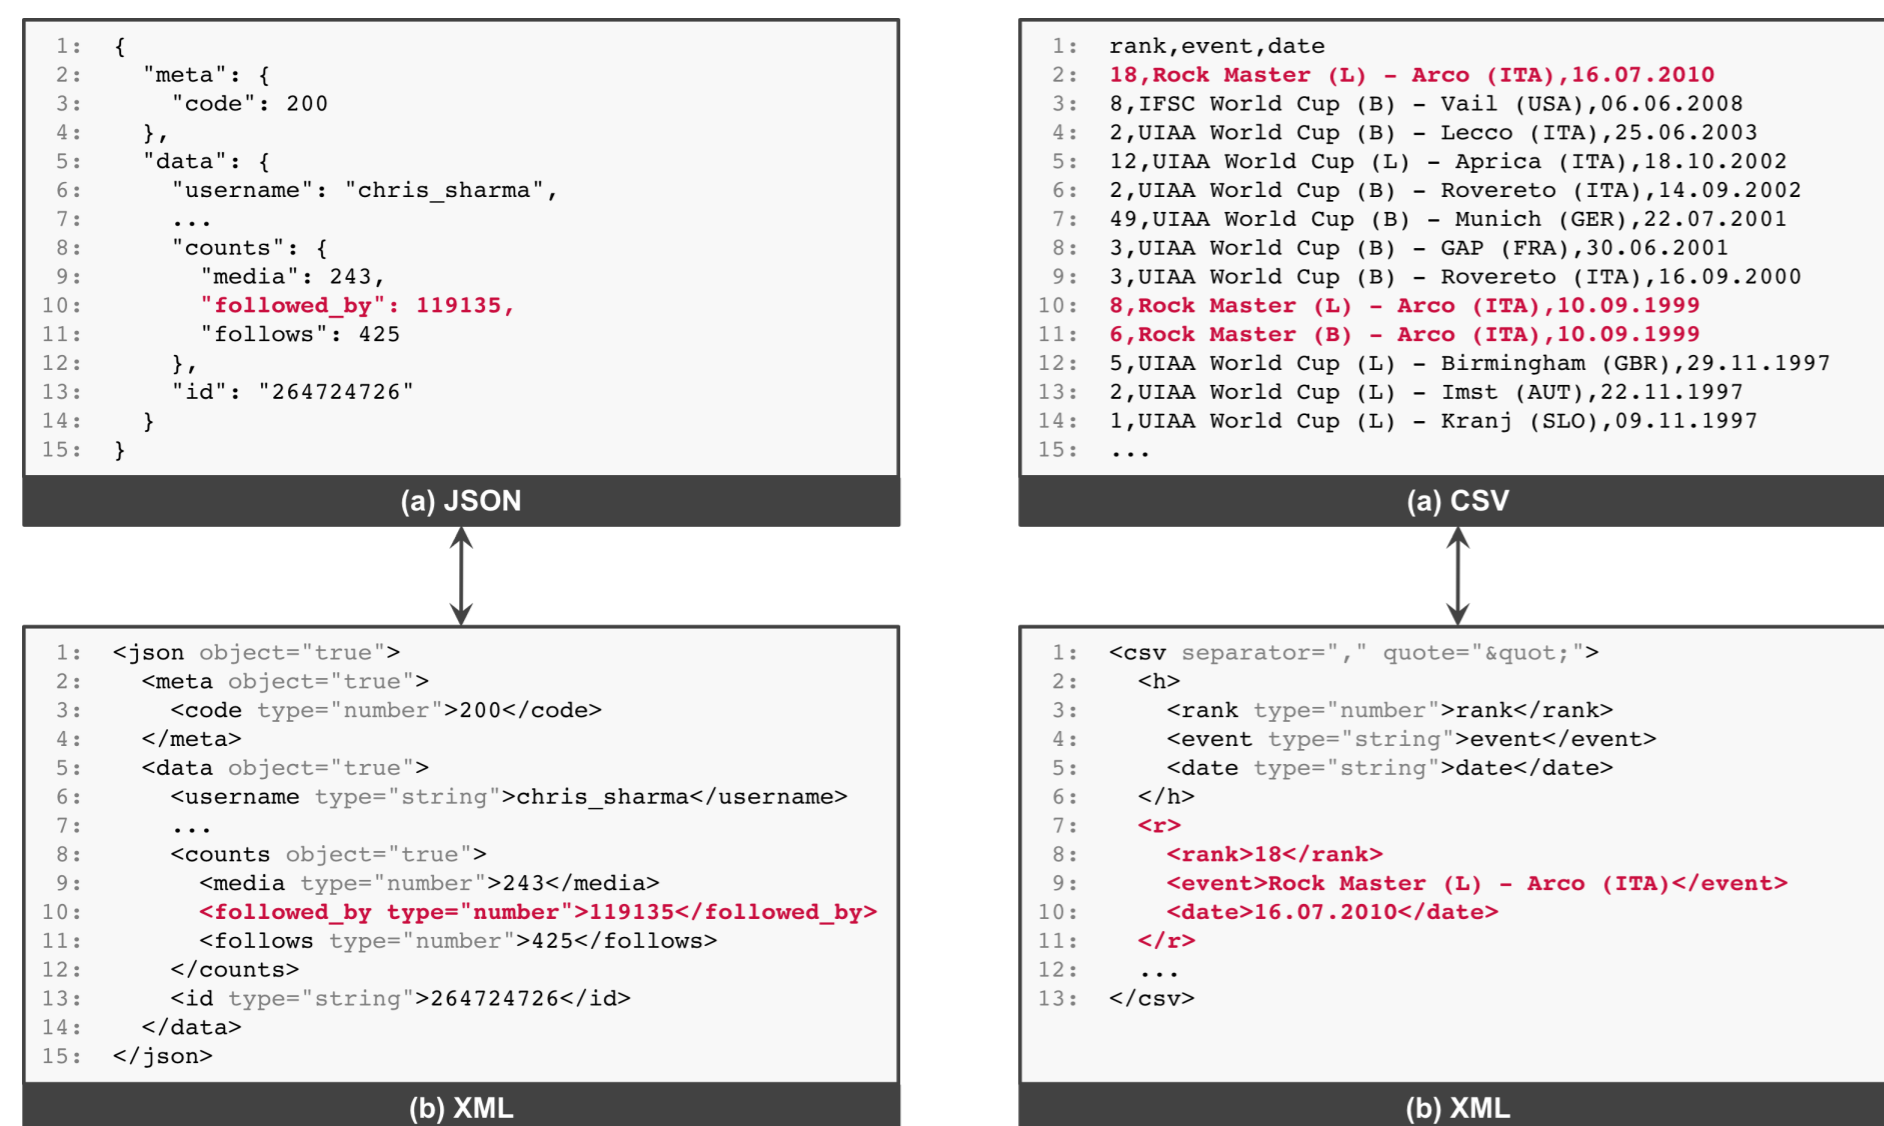 1: {
2:   "meta": {
3:     "code": 200
4:   },
5:   "data": {
6:     "username": "chris_sharma",
7:     ...
8:     "counts": {
9:       "media": 243,
10:       "followed_by": 119135,
11:       "follows": 425
12:     },
13:     "id": "264724726"
14:   }
15: }
(a) JSON
1: <json object="true">
2:   <meta object="true">
3:     <code type="number">200</code>
4:   </meta>
5:   <data object="true">
6:     <username type="string">chris_sharma</username>
7:     ...
8:     <counts object="true">
9:       <media type="number">243</media>
10:       <followed_by type="number">119135</followed_by>
11:       <follows type="number">425</follows>
12:     </counts>
13:     <id type="string">264724726</id>
14:   </data>
15: </json>
(b) XML
1: rank,event,date
2: 18,Rock Master (L) – Arco (ITA),16.07.2010
3: 8,IFSC World Cup (B) – Vail (USA),06.06.2008
4: 2,UIAA World Cup (B) – Lecco (ITA),25.06.2003
5: 12,UIAA World Cup (L) – Aprica (ITA),18.10.2002
6: 2,UIAA World Cup (B) – Rovereto (ITA),14.09.2002
7: 49,UIAA World Cup (B) – Munich (GER),22.07.2001
8: 3,UIAA World Cup (B) – GAP (FRA),30.06.2001
9: 3,UIAA World Cup (B) – Rovereto (ITA),16.09.2000
10: 8,Rock Master (L) – Arco (ITA),10.09.1999
11: 6,Rock Master (B) – Arco (ITA),10.09.1999
12: 5,UIAA World Cup (L) – Birmingham (GBR),29.11.1997
13: 2,UIAA World Cup (L) – Imst (AUT),22.11.1997
14: 1,UIAA World Cup (L) – Kranj (SLO),09.11.1997
15: ...
(a) CSV
1: <csv separator="," quote="&quot;">
2:   <h>
3:     <rank type="number">rank</rank>
4:     <event type="string">event</event>
5:     <date type="string">date</date>
6:   </h>
7:   <r>
8:     <rank>18</rank>
9:     <event>Rock Master (L) – Arco (ITA)</event>
10:     <date>16.07.2010</date>
11:   </r>
12:   ...
13: </csv>
(b) XML